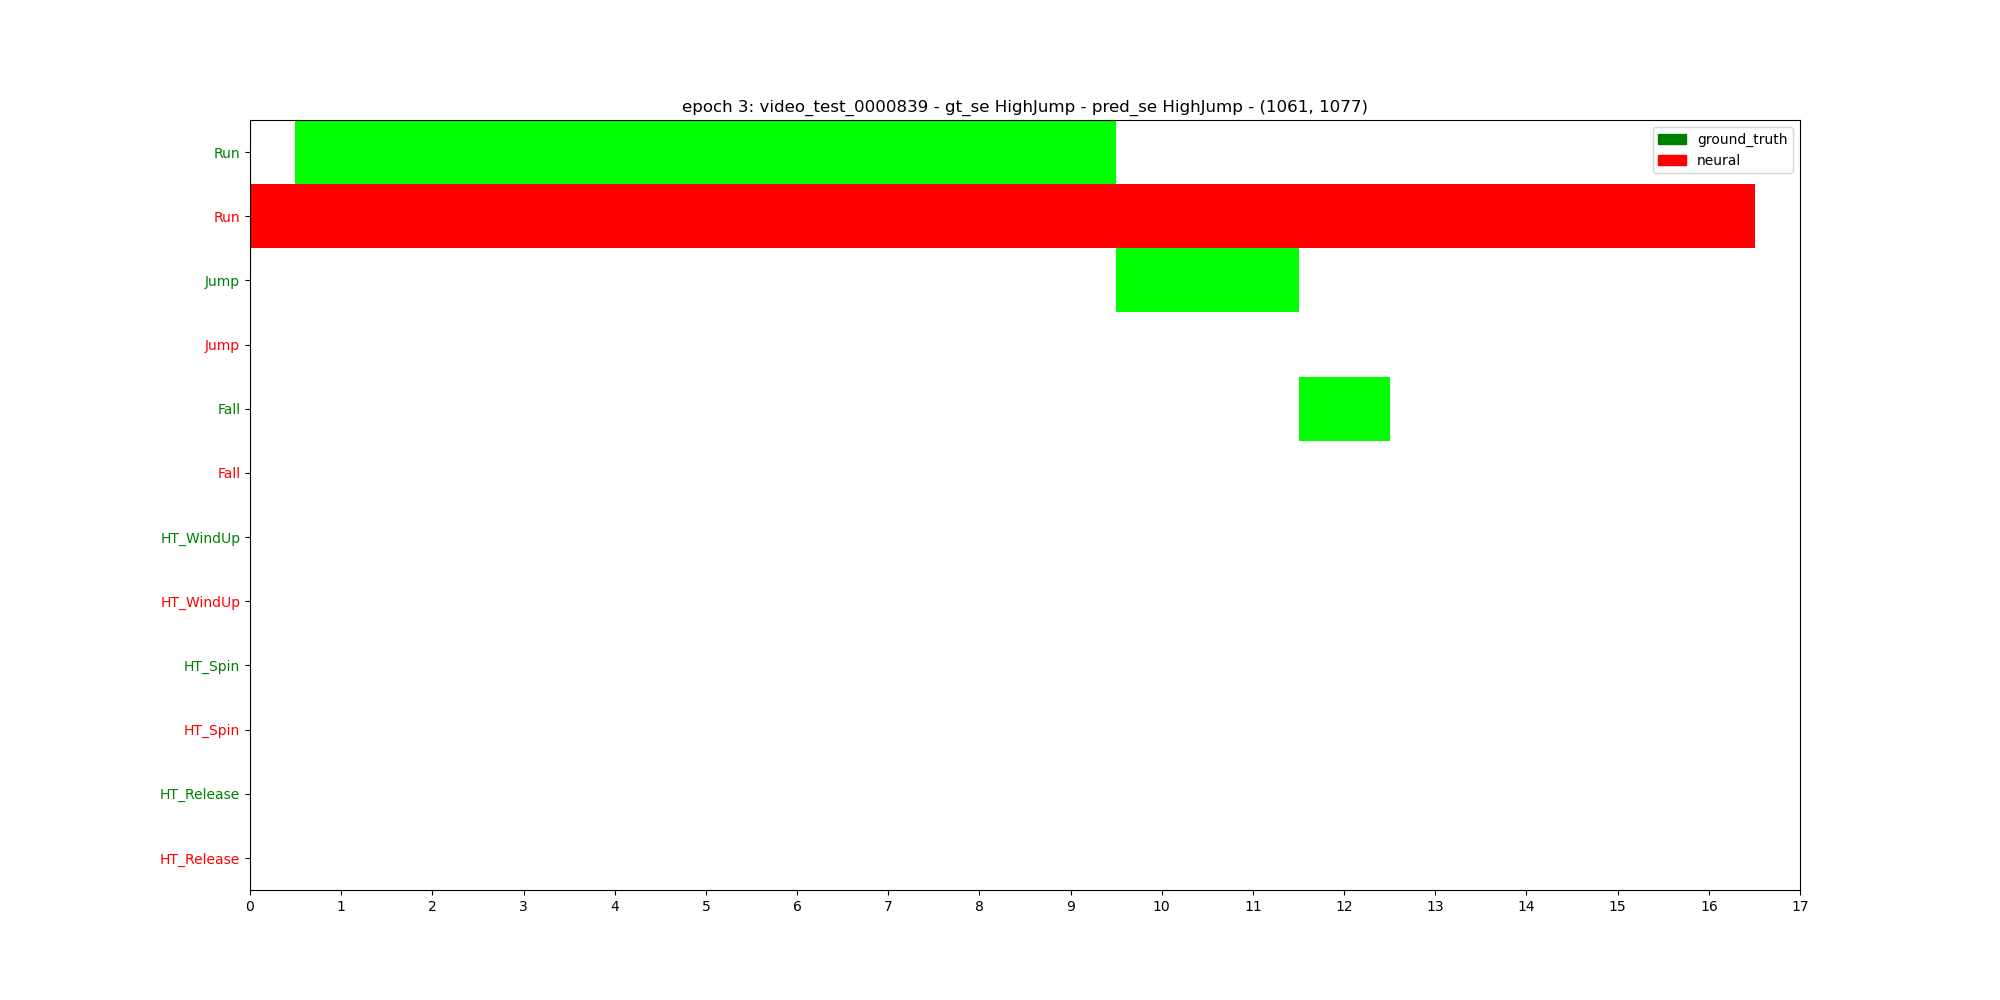 epoch 3: video_test_0000839 - gt_se HighJump - pred_se HighJump - (1061, 1077)
ground_truth
neural
Run
Run
Jump
Jump
Fall
Fall
HT_WindUp
HT_WindUp
HT_Spin
HT_Spin
HT_Release
HT_Release
0 1 2 3 4 5 6 7 8 9 10 11 12 13 14 15 16 17